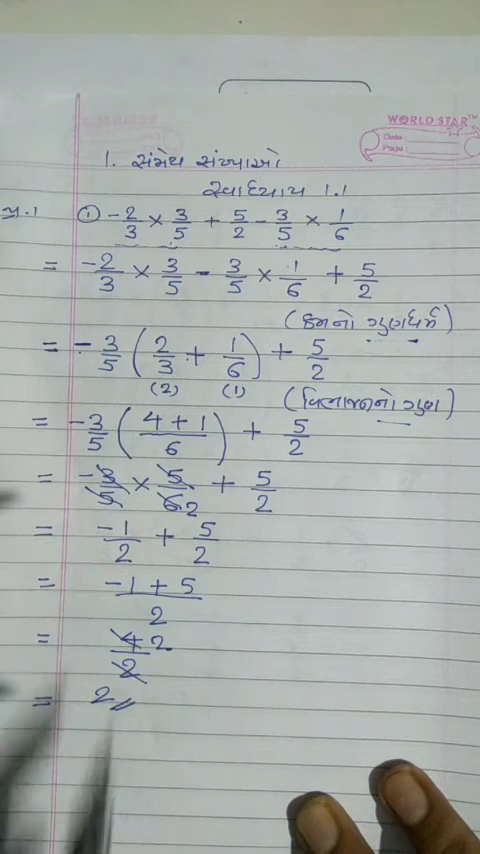 WORLD STAR™
Date :
Page :
1. સંમેય સંખ્યાઓ
સ્વાધ્યાય 1.1
પ્ર.1 ① -2/3 × 3/5 + 5/2 - 3/5 × 1/6
= -2/3 × 3/5 - 3/5 × 1/6 + 5/2
(ક્રમનો ગુણધર્મ)
= -3/5 (2/3 + 1/6) + 5/2
(2) (1)
(વિભાજનનો ગુણ)
= -3/5 (4+1/6) + 5/2
= -3/5 × 5/6 2 + 5/2
= -1/2 + 5/2
= -1+5/2
= 4/2 2
= 2